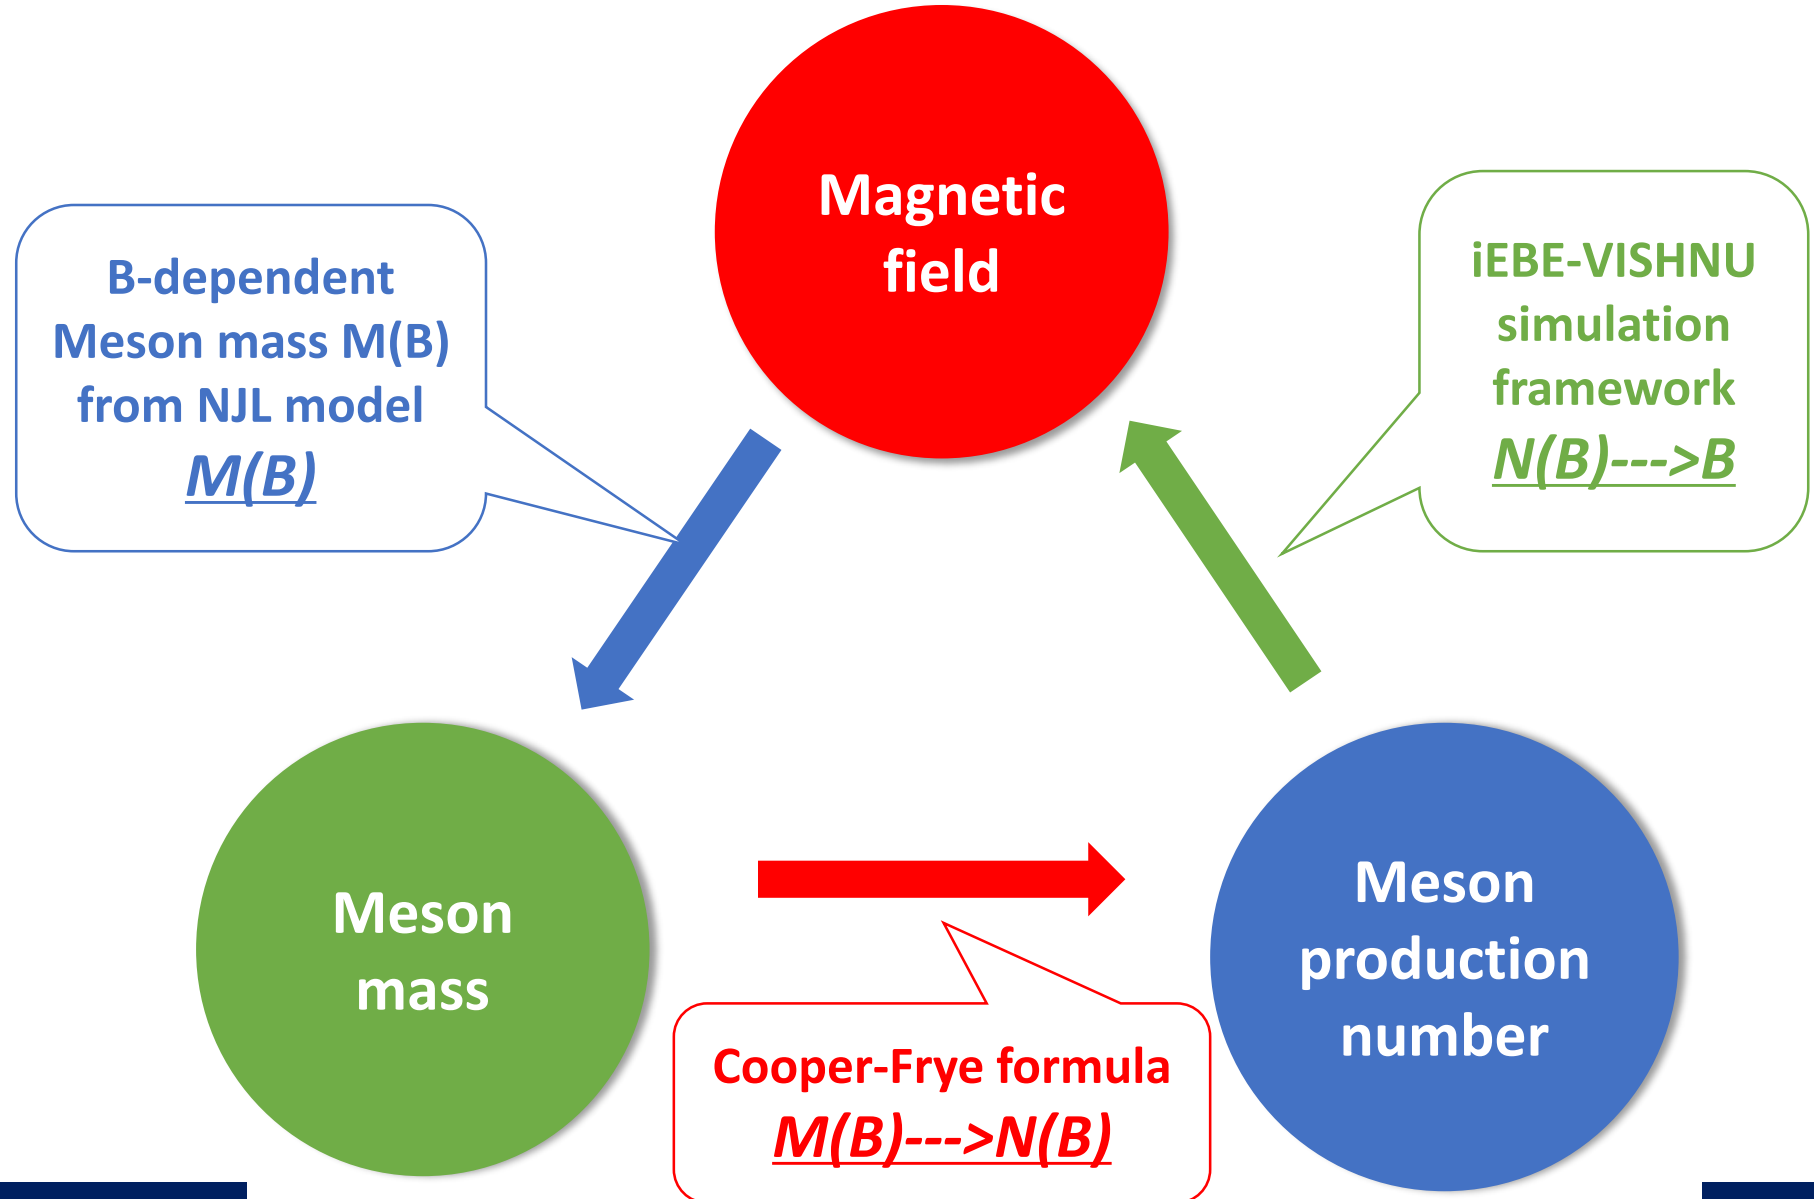 Magnetic
field
B-dependent
Meson mass M(B)
from NJL model
M(B)
iEBE-VISHNU
simulation
framework
N(B)--->B
Meson
mass
Meson
production
number
Cooper-Frye formula
M(B)--->N(B)